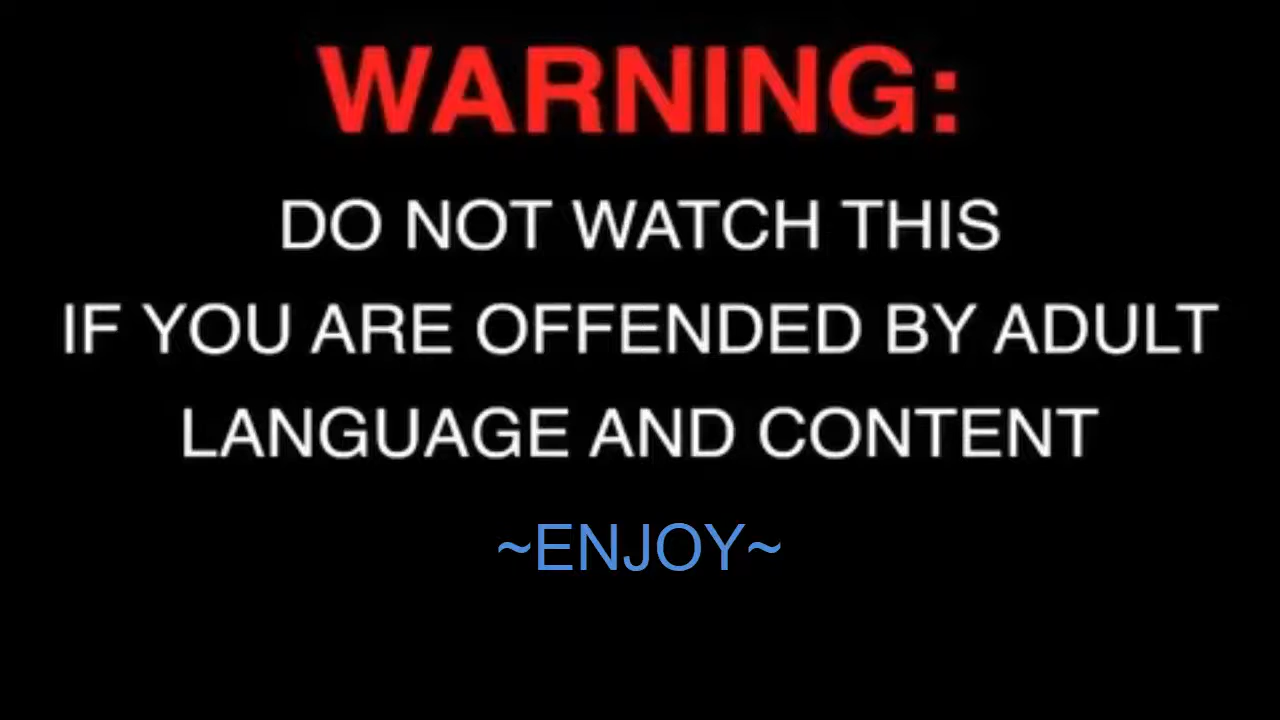 WARNING:
DO NOT WATCH THIS
IF YOU ARE OFFENDED BY ADULT
LANGUAGE AND CONTENT
~ENJOY~